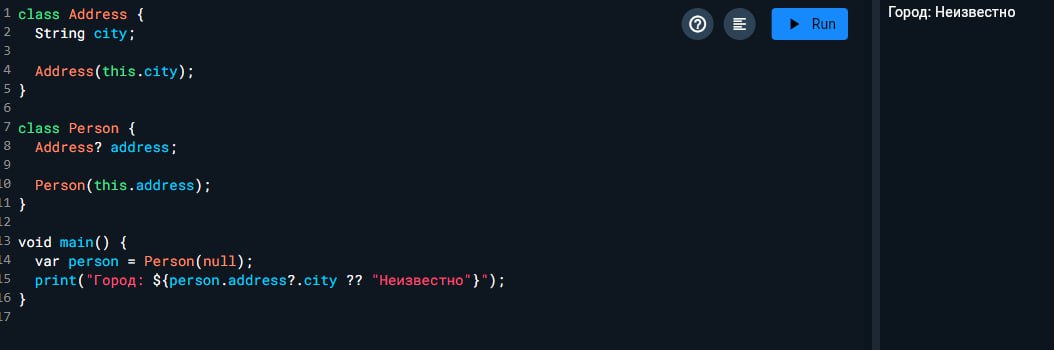 1 class Address {
2   String city;
3
4   Address(this.city);
5 }
6
7 class Person {
8   Address? address;
9
10   Person(this.address);
11 }
12
13 void main() {
14   var person = Person(null);
15   print("Город: ${person.address?.city ?? "Неизвестно"}");
16 }
17
? Run
Город: Неизвестно